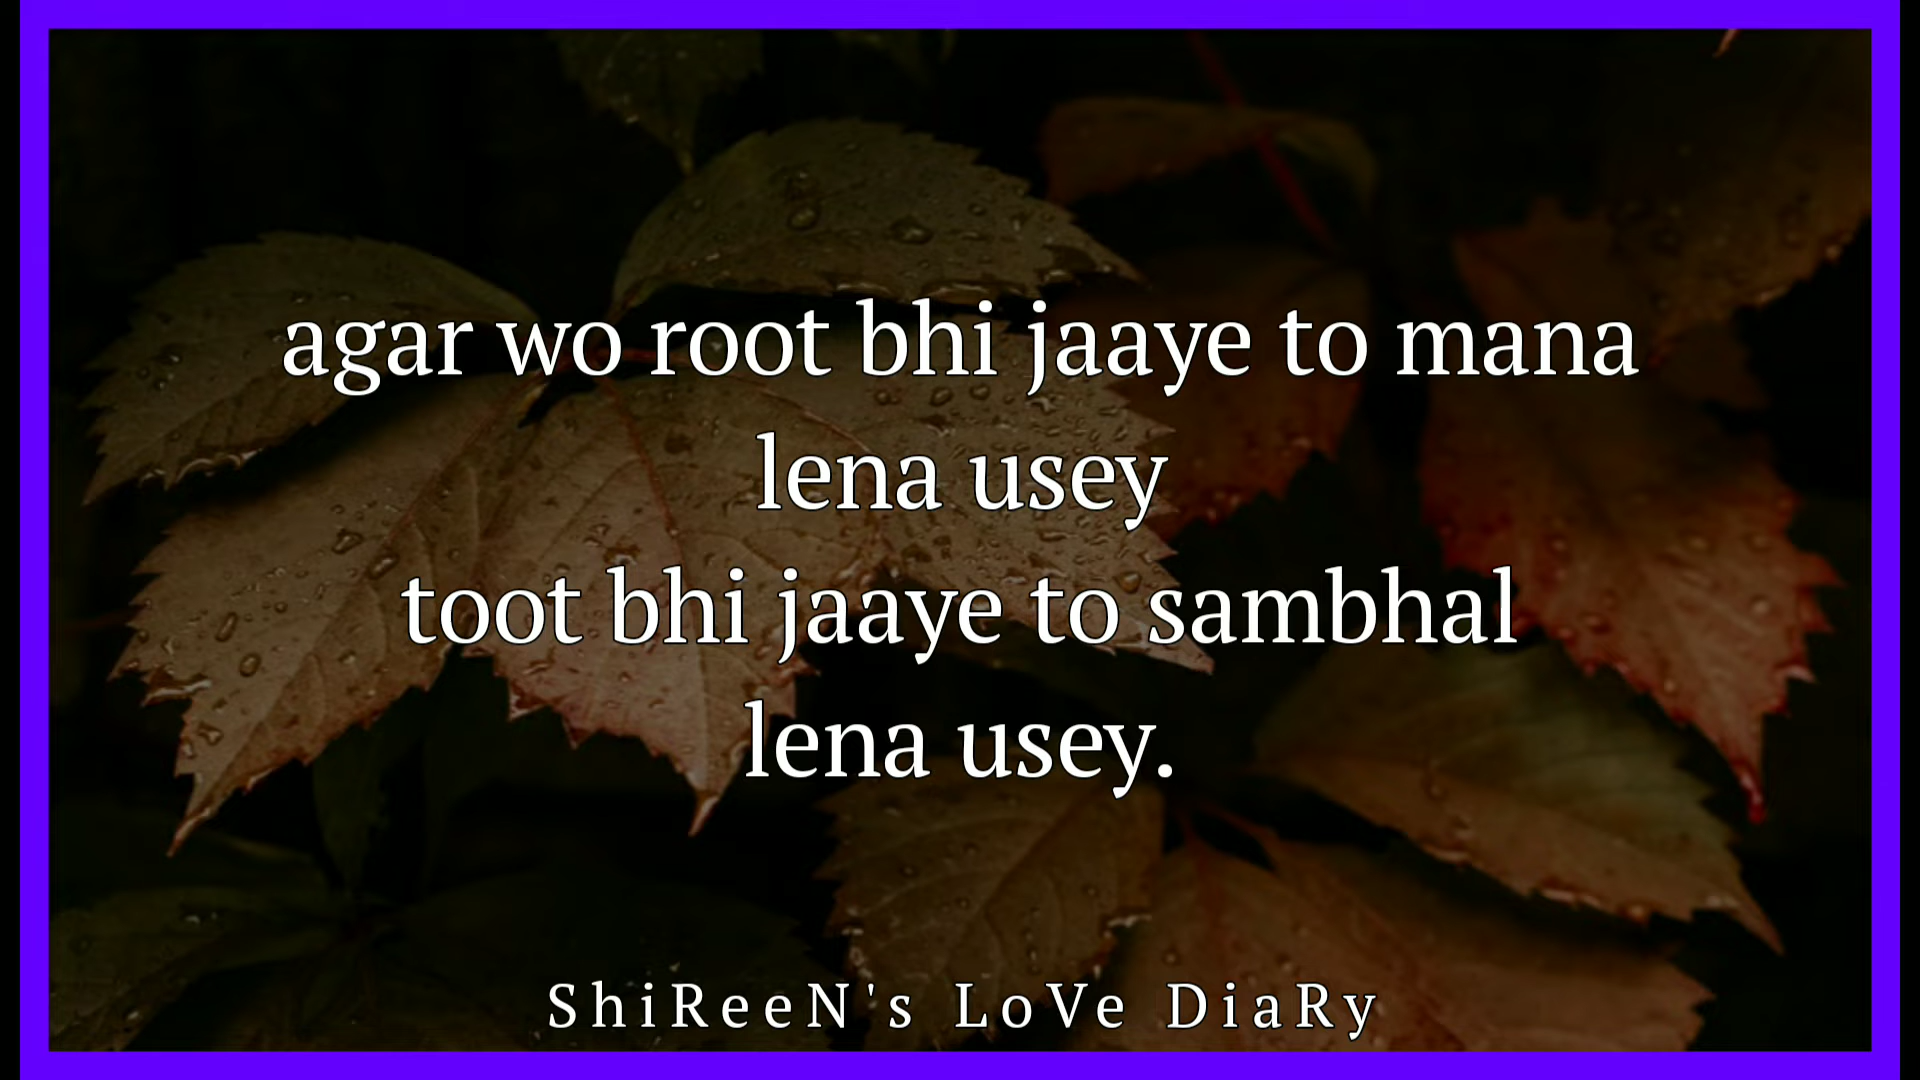 agar wo root bhi jaaye to mana
lena usey
toot bhi jaaye to sambhal
lena usey.
ShiReeN's LoVe DiaRy